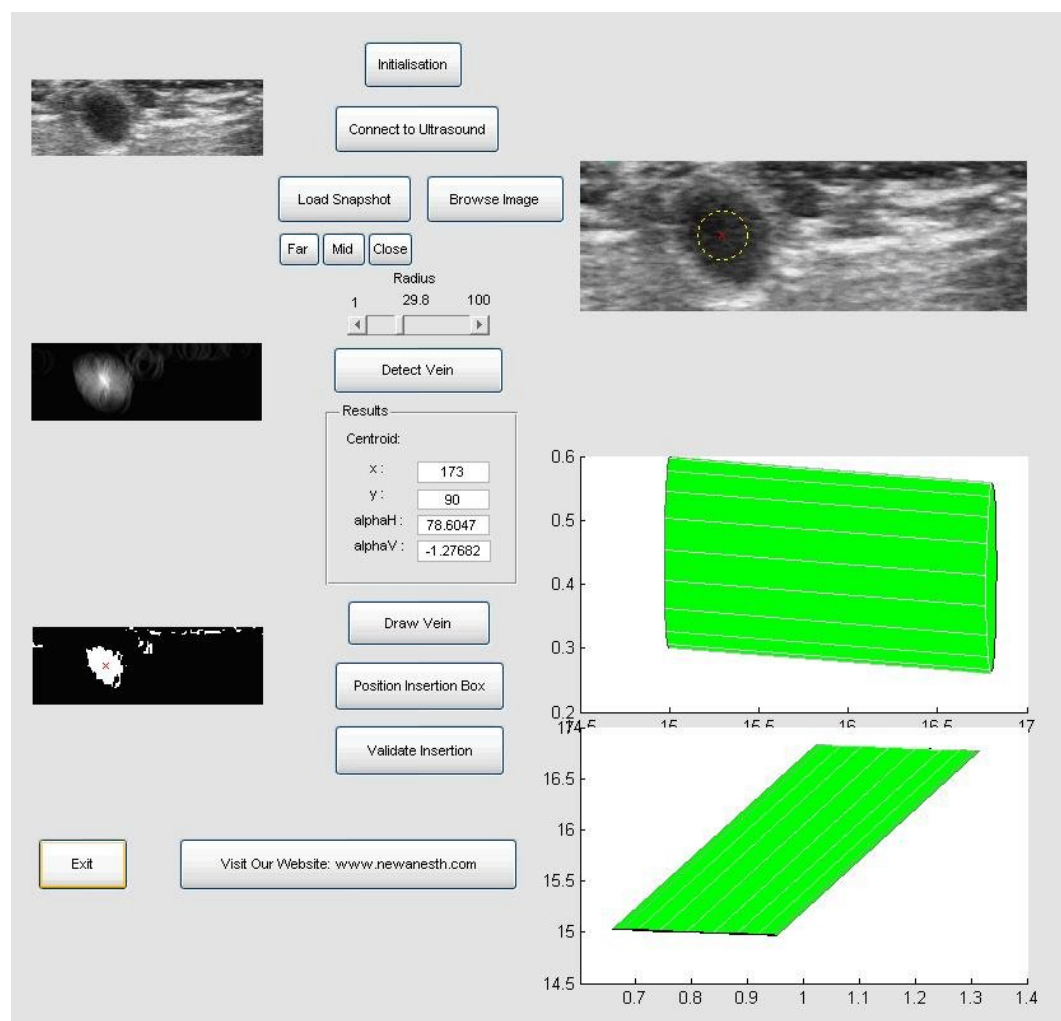 Initialisation
Connect to Ultrasound
Load Snapshot Browse Image
Far Mid Close
Radius
1 29.8 100
Detect Vein
Results
Centroid:
x : 173
y : 90
alphaH : 78.6047
alphaV : -1.27682
Draw Vein
Position Insertion Box
Validate Insertion
Exit
Visit Our Website: www.newanesth.com
0.6
0.5
0.4
0.3
0.2
14.5 15 15.5 16 16.5 17
17
16.5
16
15.5
15
14.5
0.7 0.8 0.9 1 1.1 1.2 1.3 1.4